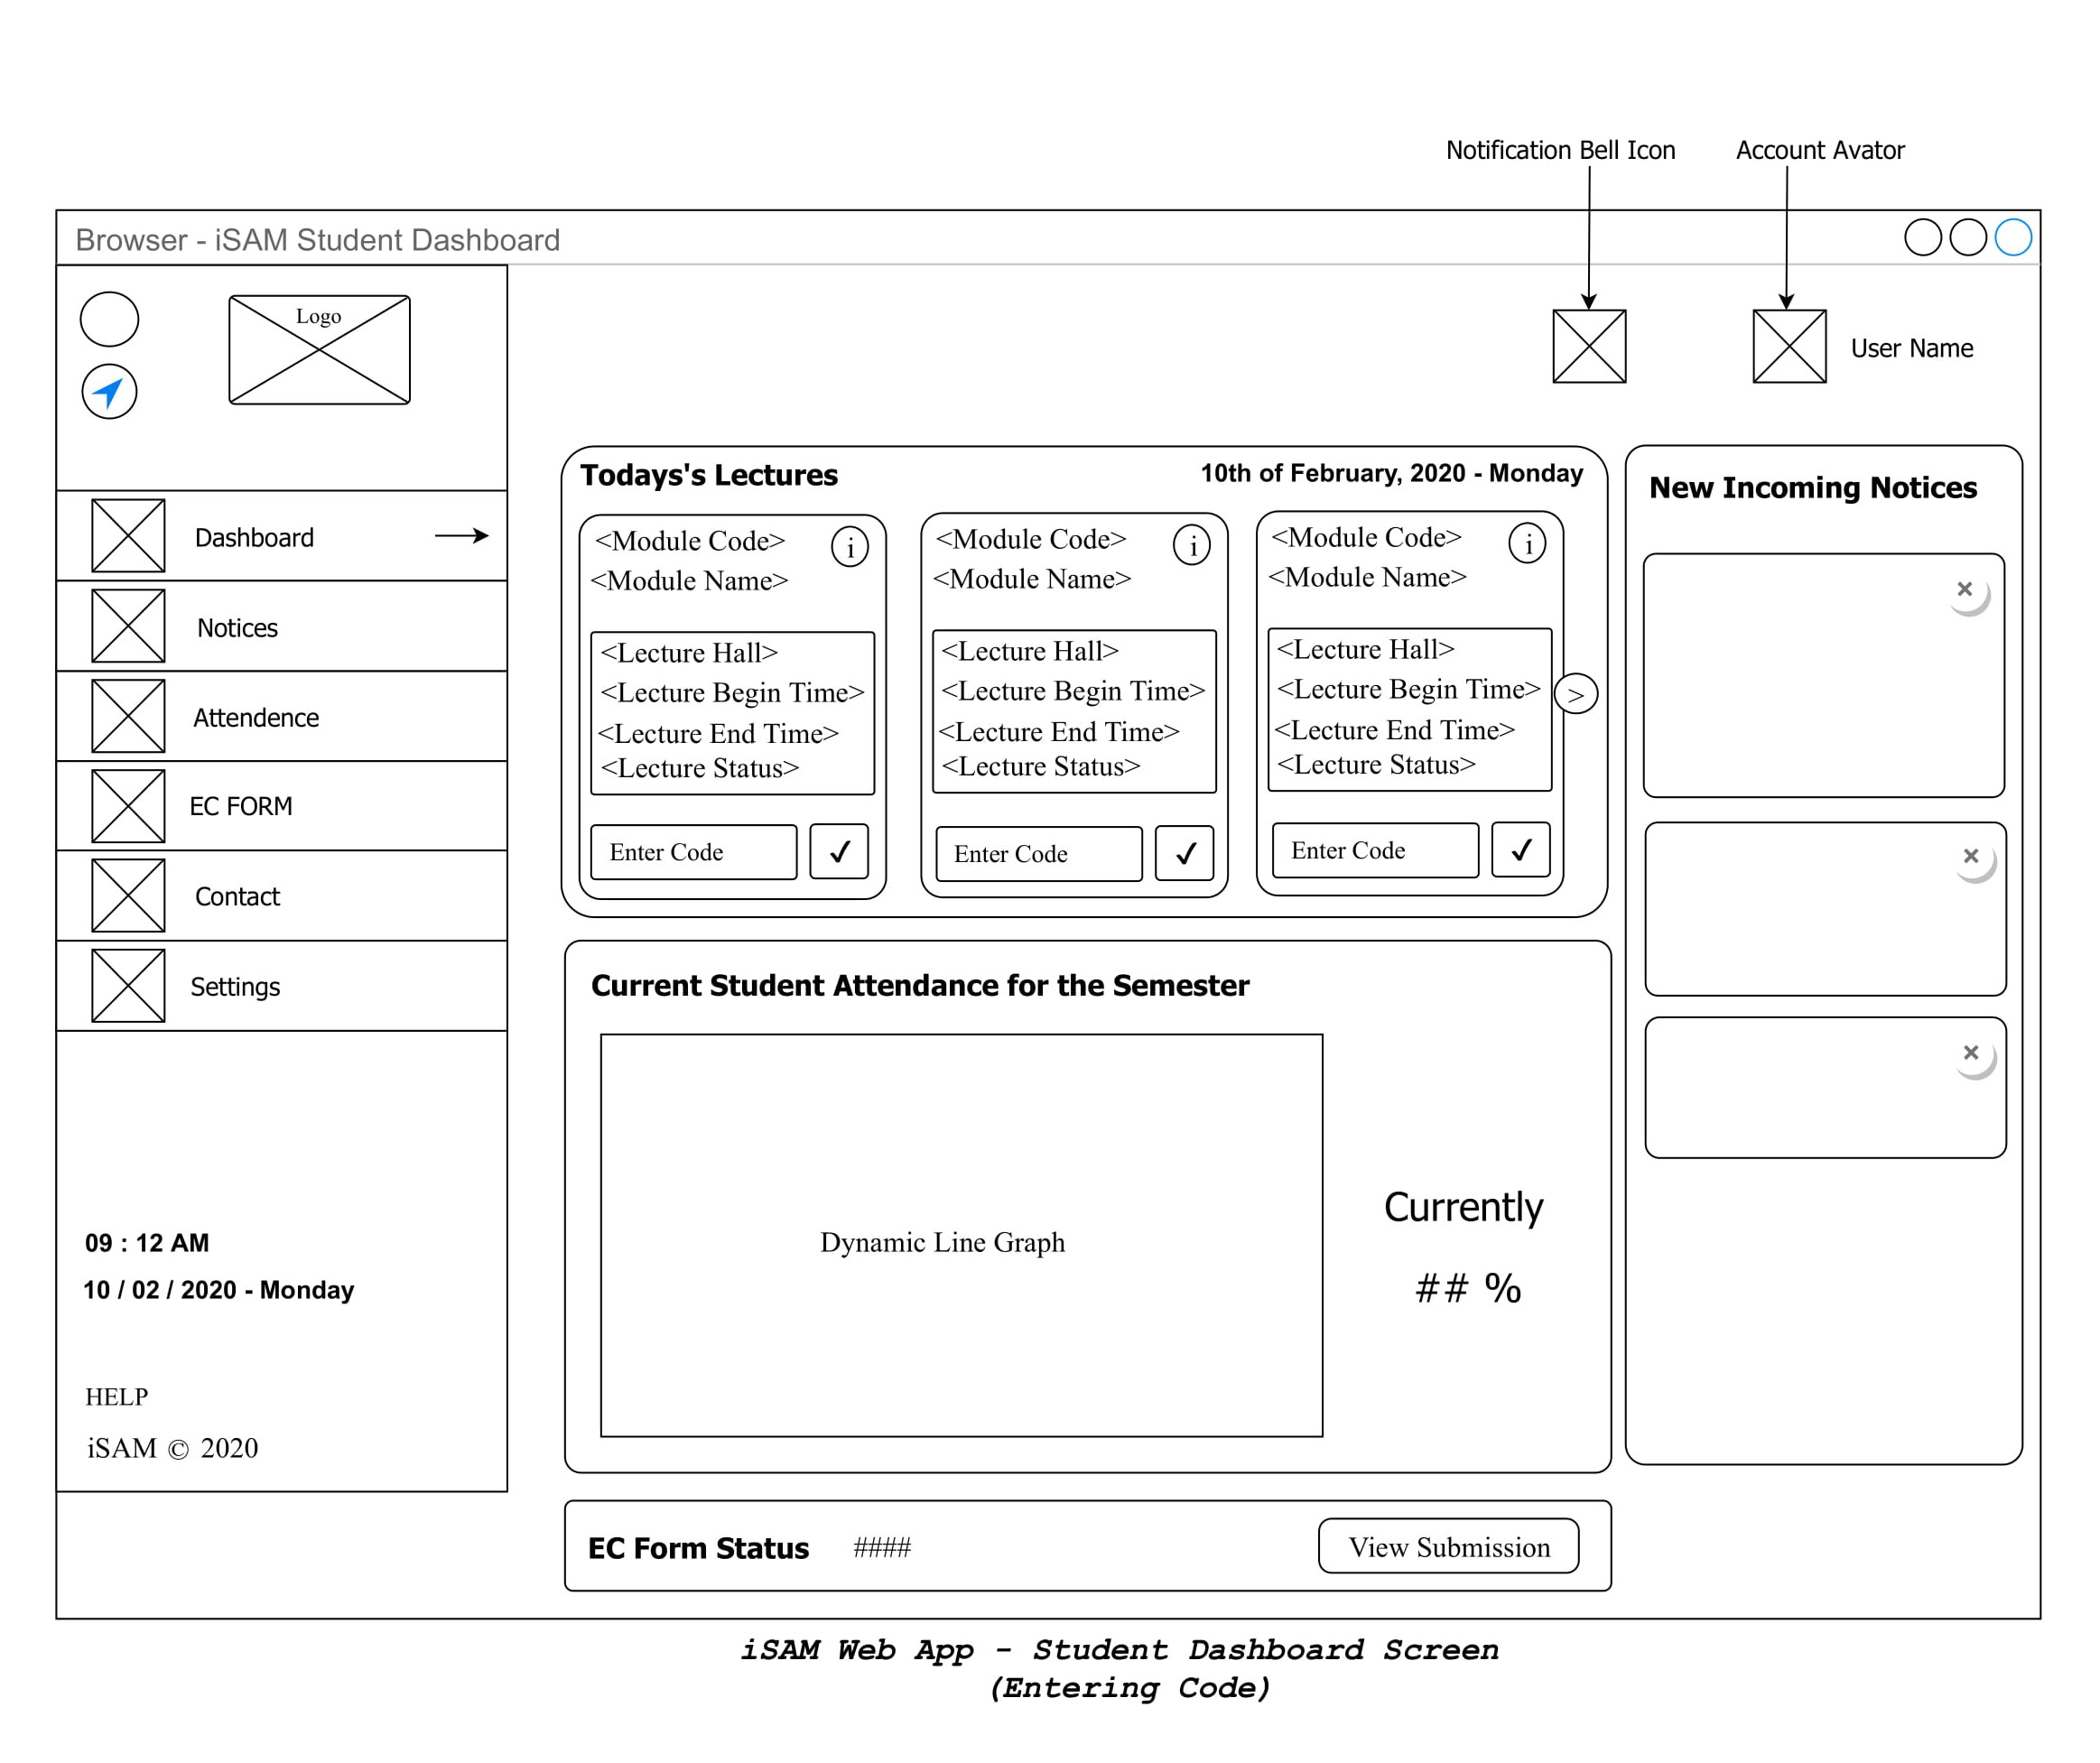 Notification Bell Icon
Account Avator
Browser - iSAM Student Dashboard
Logo
User Name
Dashboard
Notices
Attendence
EC FORM
Contact
Settings
09 : 12 AM
10 / 02 / 2020 - Monday
HELP
iSAM © 2020
Todays's Lectures
10th of February, 2020 - Monday
<Module Code>
i
<Module Name>
<Lecture Hall>
<Lecture Begin Time>
<Lecture End Time>
<Lecture Status>
Enter Code
✓
<Module Code>
i
<Module Name>
<Lecture Hall>
<Lecture Begin Time>
<Lecture End Time>
<Lecture Status>
Enter Code
✓
<Module Code>
i
<Module Name>
<Lecture Hall>
<Lecture Begin Time>
<Lecture End Time>
<Lecture Status>
Enter Code
✓
>
New Incoming Notices
×
×
×
Current Student Attendance for the Semester
Dynamic Line Graph
Currently
## %
EC Form Status
####
View Submission
iSAM Web App - Student Dashboard Screen
(Entering Code)